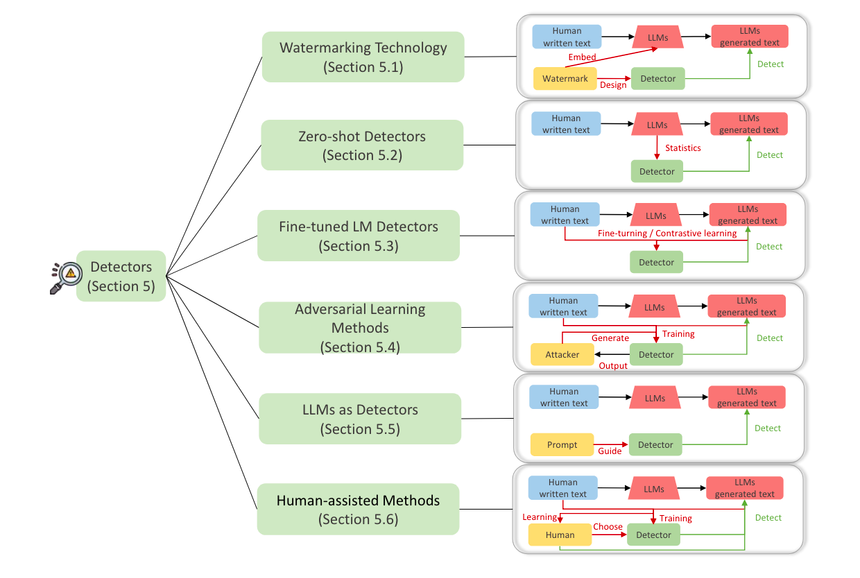 Detectors
(Section 5)
Watermarking Technology
(Section 5.1)
Human
written text
LLMs
LLMs
generated text
Embed
Watermark
Design
Detector
Detect
Zero-shot Detectors
(Section 5.2)
Human
written text
LLMs
LLMs
generated text
Statistics
Detector
Detect
Fine-tuned LM Detectors
(Section 5.3)
Human
written text
LLMs
LLMs
generated text
Fine-turning / Contrastive learning
Detector
Detect
Adversarial Learning
Methods
(Section 5.4)
Human
written text
LLMs
LLMs
generated text
Generate
Training
Attacker
Output
Detector
Detect
LLMs as Detectors
(Section 5.5)
Human
written text
LLMs
LLMs
generated text
Prompt
Guide
Detector
Detect
Human-assisted Methods
(Section 5.6)
Human
written text
LLMs
LLMs
generated text
Learning
Training
Human
Choose
Detector
Detect